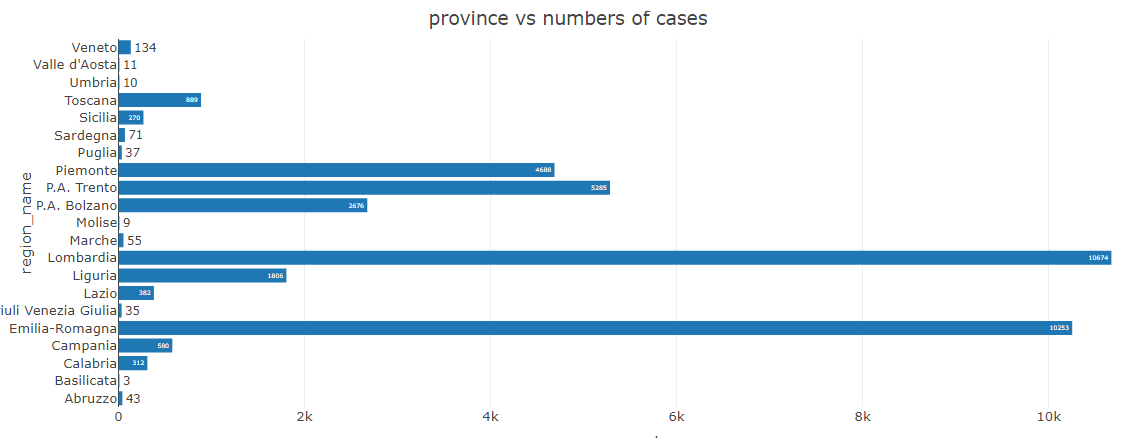 province vs numbers of cases
region_name
Veneto 134
Valle d'Aosta 11
Umbria 10
Toscana 889
Sicilia 270
Sardegna 71
Puglia 37
Piemonte 4688
P.A. Trento 5285
P.A. Bolzano 2676
Molise 9
Marche 55
Lombardia 10674
Liguria 1806
Lazio 382
riuli Venezia Giulia 35
Emilia-Romagna 10253
Campania 580
Calabria 312
Basilicata 3
Abruzzo 43
0 2k 4k 6k 8k 10k